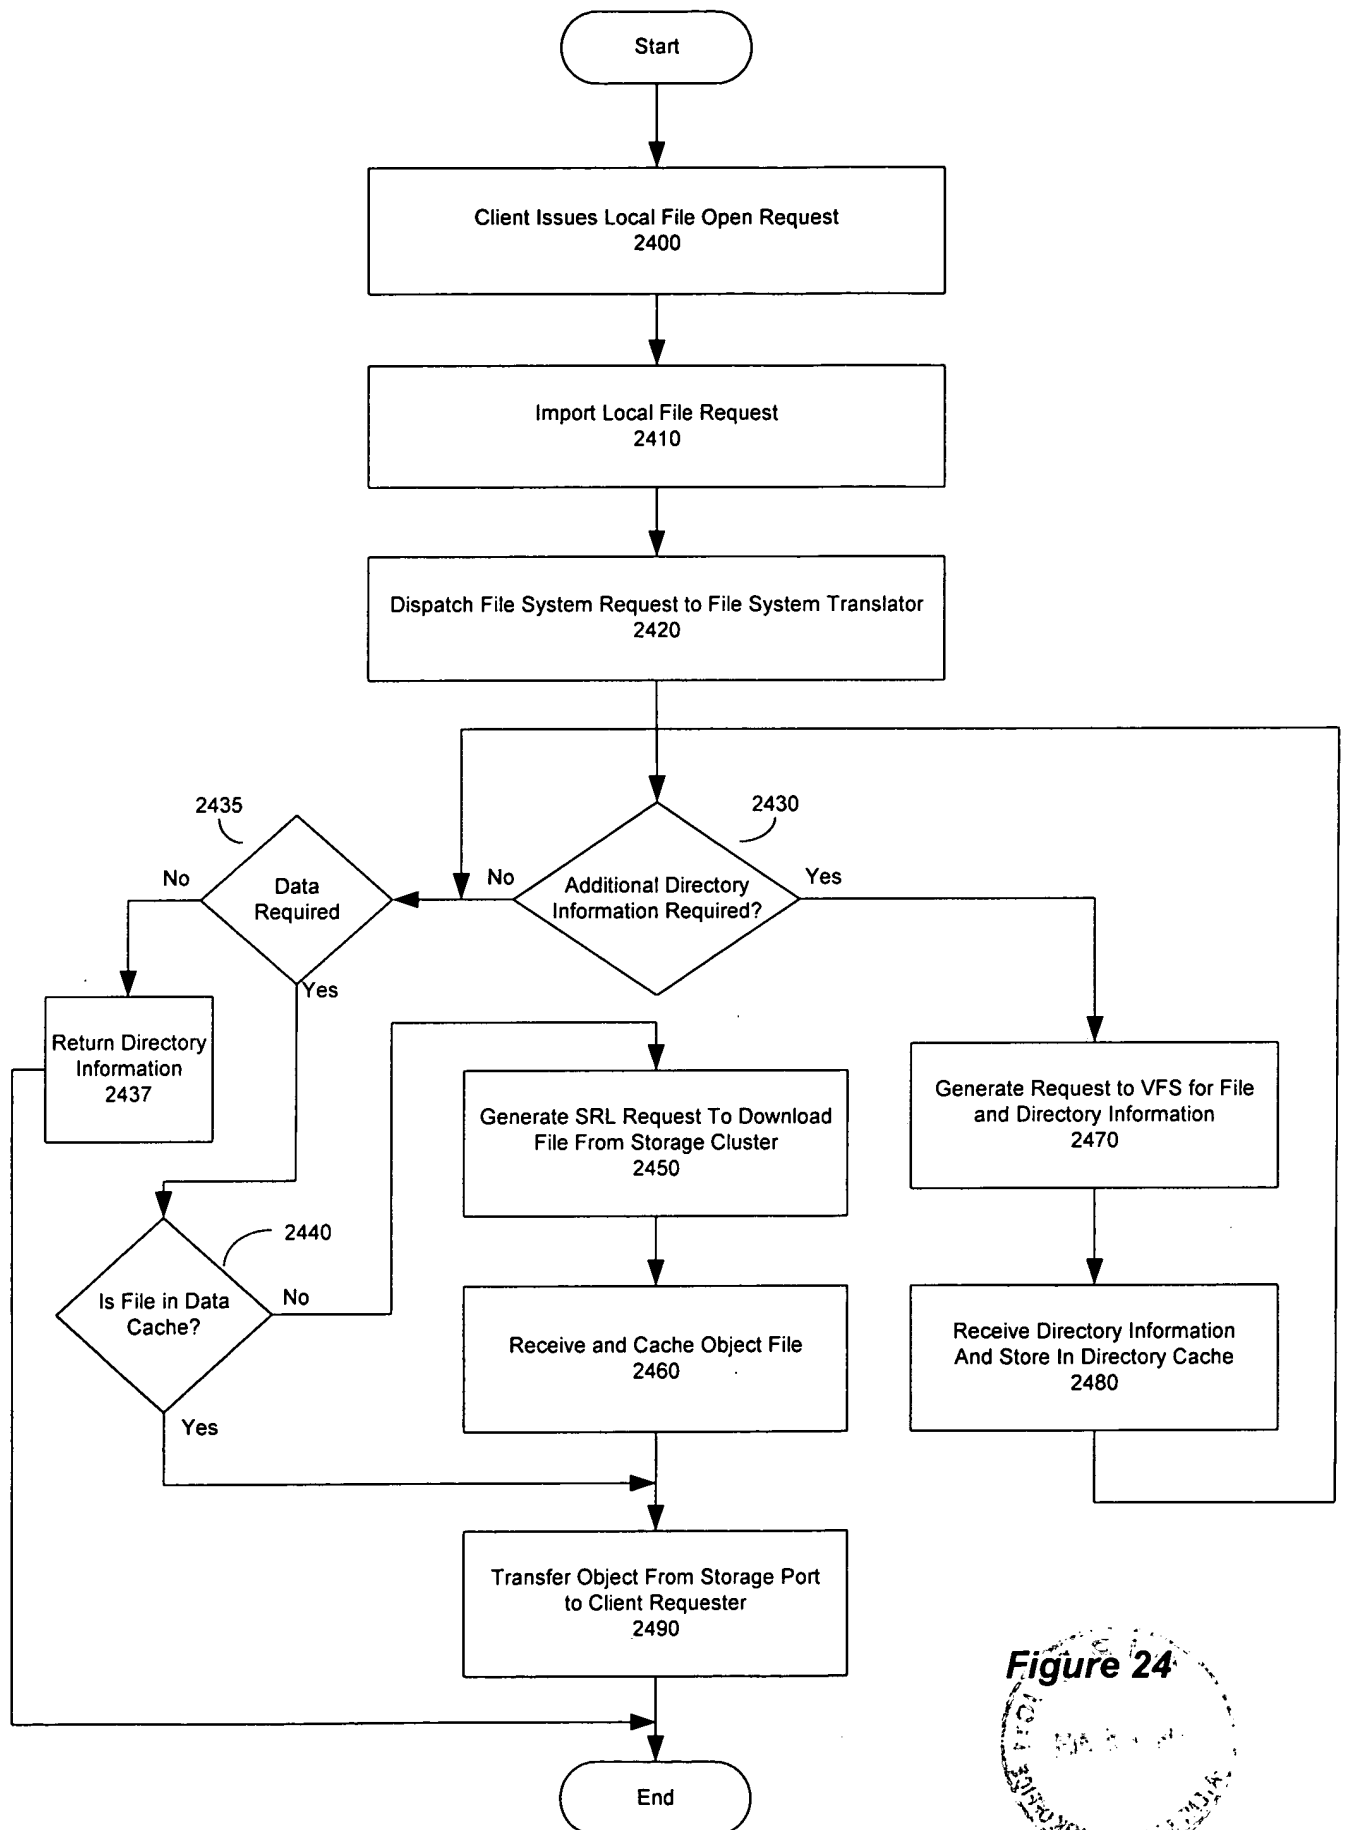 Start
Client Issues Local File Open Request
2400
Import Local File Request
2410
Dispatch File System Request to File System Translator
2420
2435
2430
No
Data
Required
No
Additional Directory
Information Required?
Yes
Yes
Return Directory
Information
2437
Generate SRL Request To Download
File From Storage Cluster
2450
Generate Request to VFS for File
and Directory Information
2470
2440
Is File in Data
Cache?
No
Yes
Receive and Cache Object File
2460
Receive Directory Information
And Store In Directory Cache
2480
Transfer Object From Storage Port
to Client Requester
2490
End
Figure 24